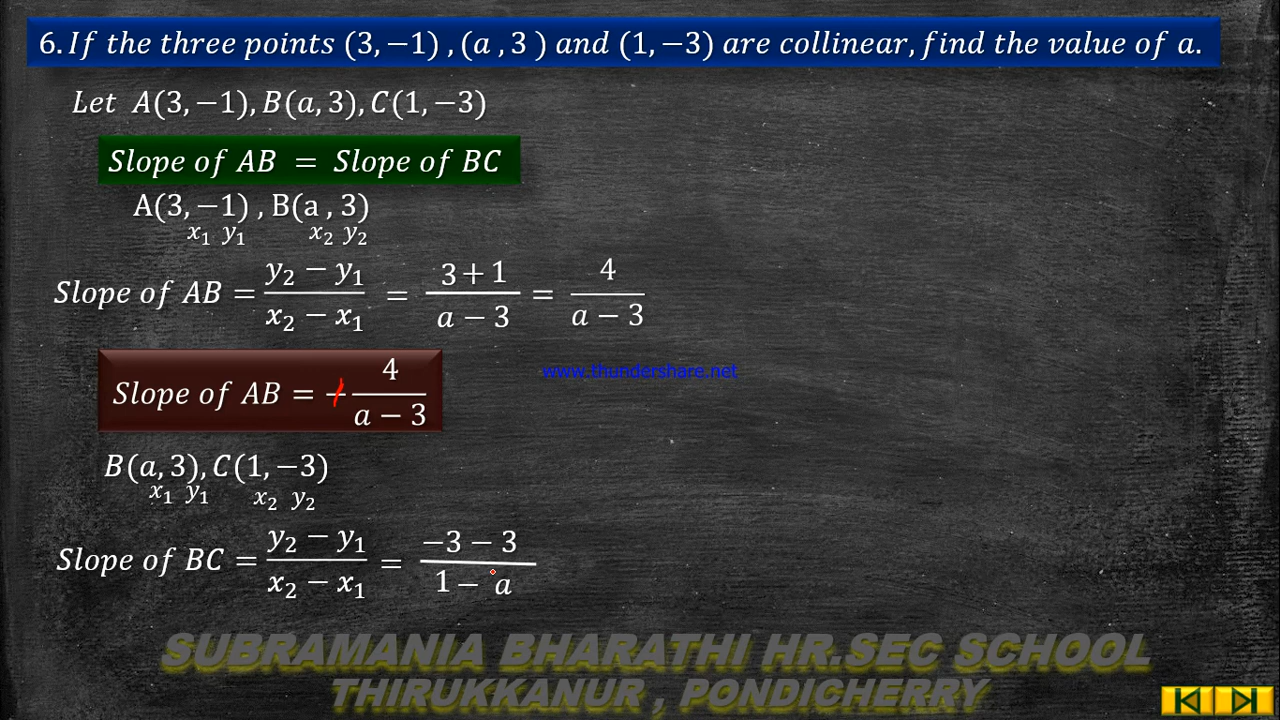 6. If the three points (3, −1) , (a , 3 ) and (1, −3) are collinear, find the value of a.
Let A(3, −1), B(a, 3), C(1, −3)
Slope of AB = Slope of BC
A(3, −1) , B(a , 3)
x₁ y₁ x₂ y₂
Slope of AB = y₂ − y₁ / x₂ − x₁ = 3 + 1 / a − 3 = 4 / a − 3
www.thundershare.net
Slope of AB = − 4 / a − 3
B(a, 3), C(1, −3)
x₁ y₁ x₂ y₂
Slope of BC = y₂ − y₁ / x₂ − x₁ = −3 − 3 / 1 − a
SUBRAMANIA BHARATHI HR.SEC SCHOOL
THIRUKKANUR , PONDICHERRY